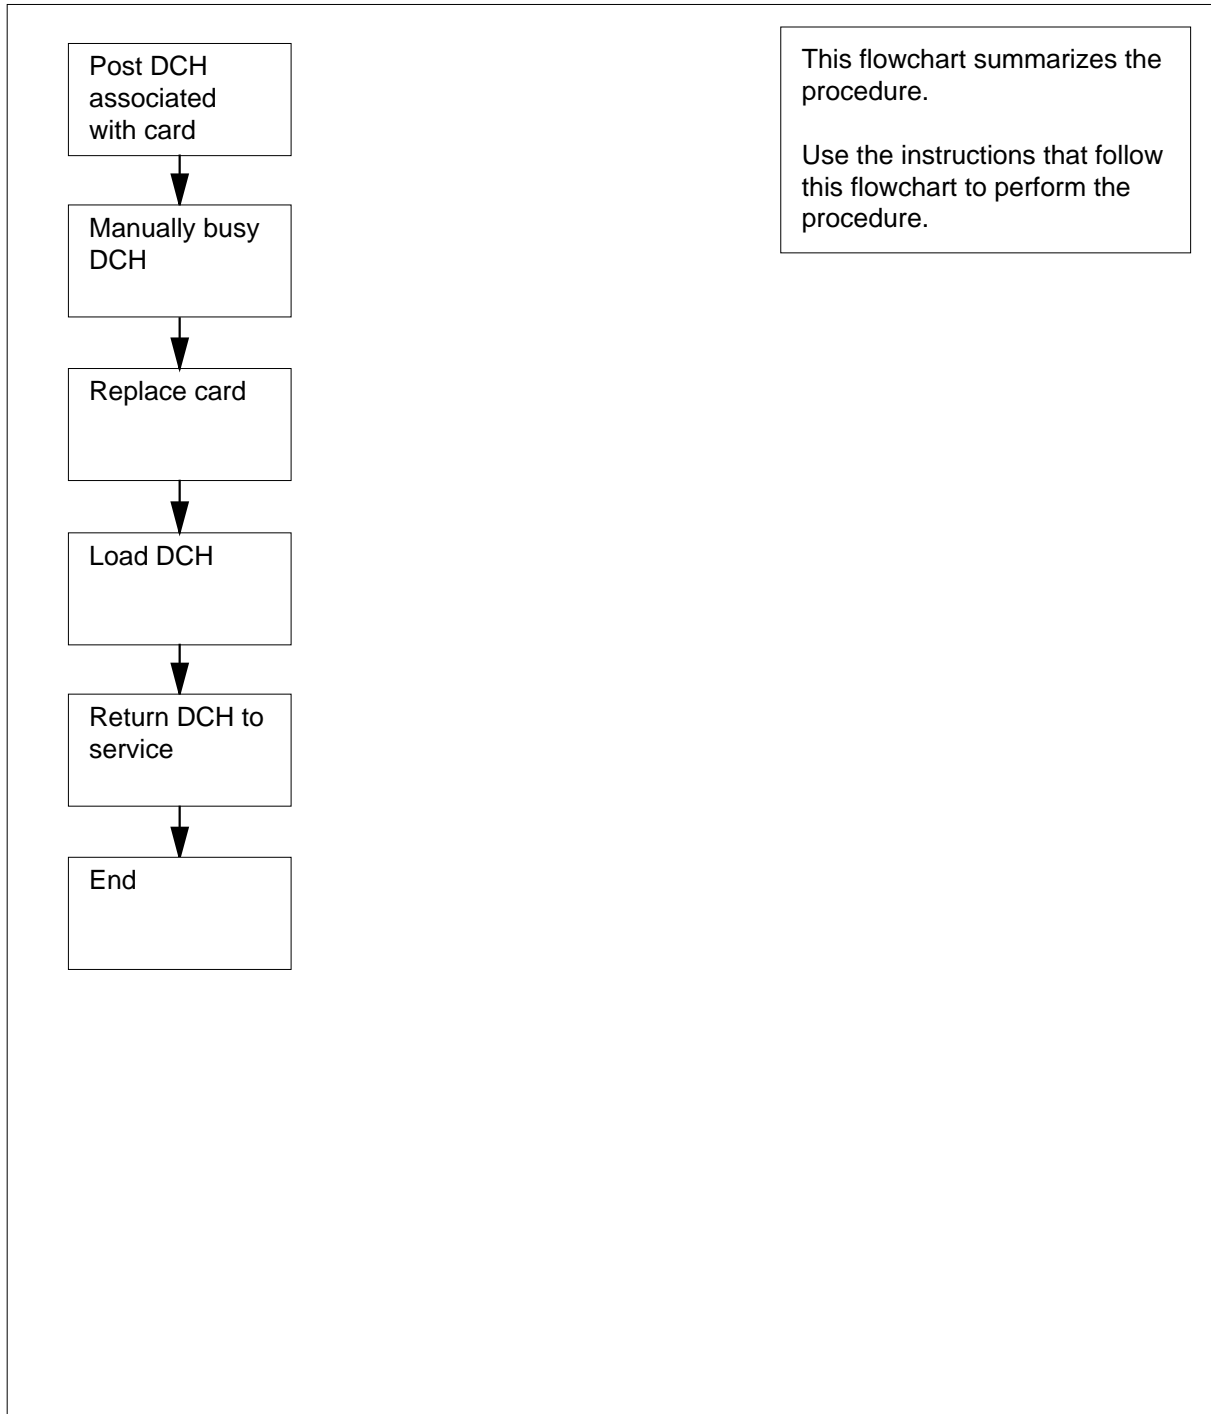 Post DCH
associated
with card
Manually busy
DCH
Replace card
Load DCH
Return DCH to
service
End
This flowchart summarizes the
procedure.
Use the instructions that follow
this flowchart to perform the
procedure.